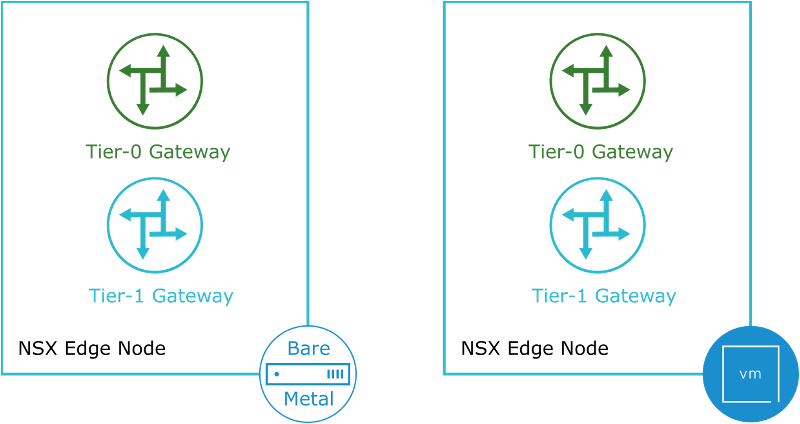 Tier-0 Gateway
Tier-1 Gateway
NSX Edge Node
Bare
Metal
Tier-0 Gateway
Tier-1 Gateway
NSX Edge Node
vm